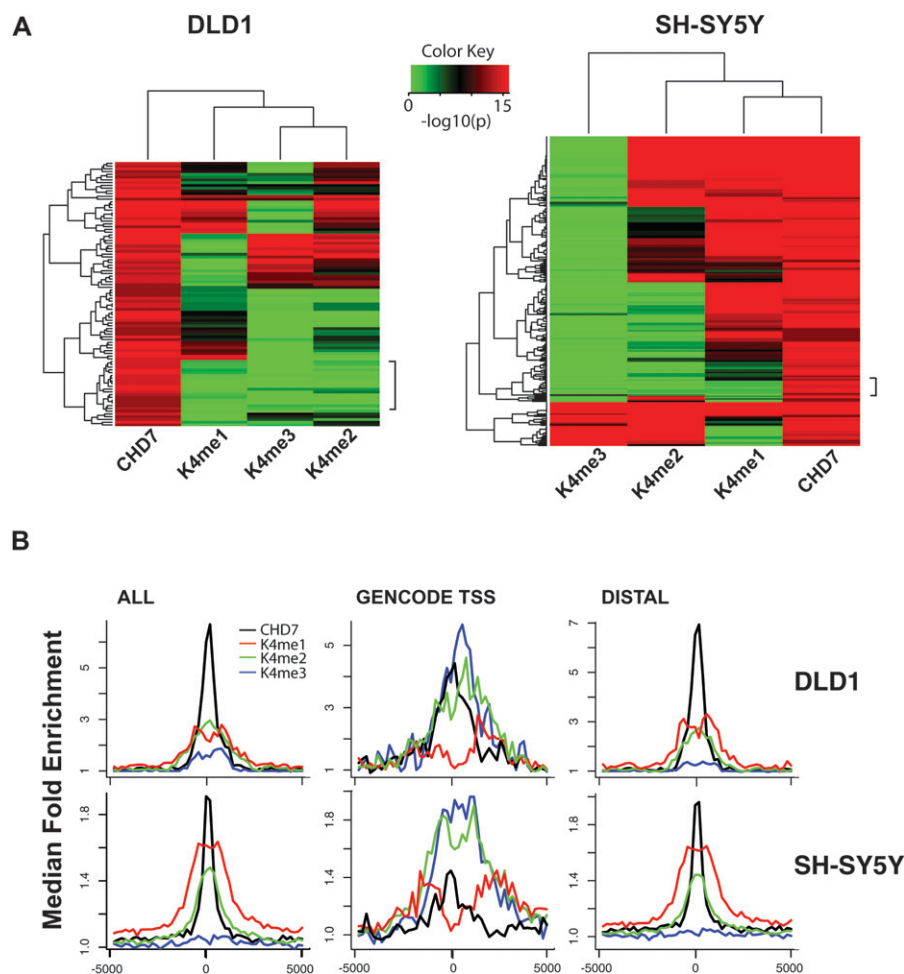 A
DLD1
SH-SY5Y
Color Key
0 15
-log10(p)
CHD7 K4me1 K4me3 K4me2
K4me3 K4me2 K4me1 CHD7
B
ALL
GENCODE TSS
DISTAL
Median Fold Enrichment
CHD7
K4me1
K4me2
K4me3
1 3 5
1 3 5
1 3 5 7
DLD1
1.0 1.4 1.8
1.0 1.4 1.8
1.0 1.4 1.8
SH-SY5Y
-5000 0 5000
-5000 0 5000
-5000 0 5000